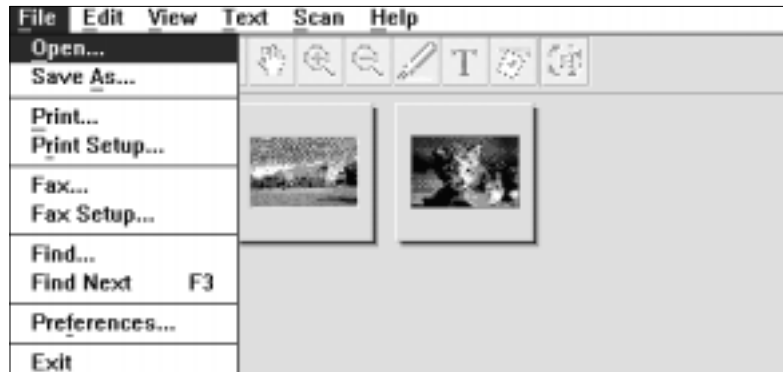 File Edit View Text Scan Help
Open...
Save As...
Print...
Print Setup...
Fax...
Fax Setup...
Find...
Find Next F3
Preferences...
Exit
T
T